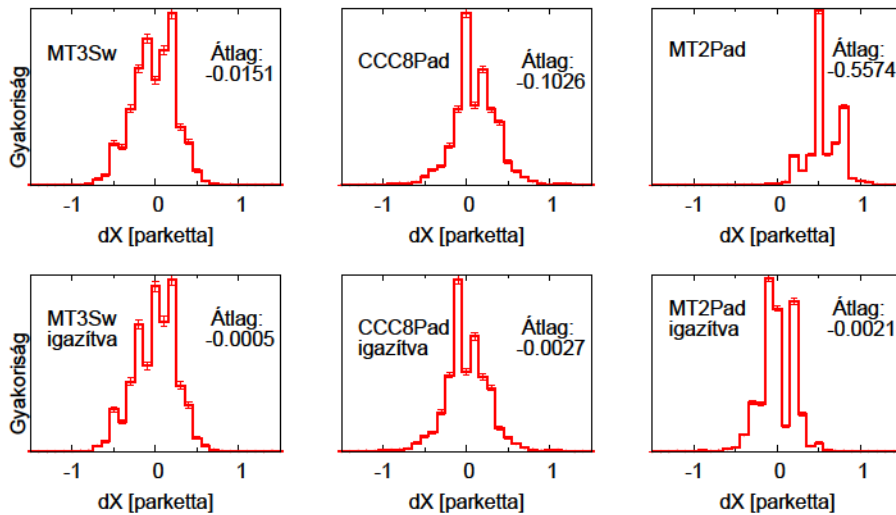 MT3Sw
Átlag:
-0.0151
Gyakoriság
-1 0 1
dX [parketta]
CCC8Pad
Átlag:
-0.1026
-1 0 1
dX [parketta]
MT2Pad
Átlag:
-0.5574
-1 0 1
dX [parketta]
MT3Sw
igazítva
Átlag:
-0.0005
Gyakoriság
-1 0 1
dX [parketta]
CCC8Pad
igazítva
Átlag:
-0.0027
-1 0 1
dX [parketta]
MT2Pad
igazítva
Átlag:
-0.0021
-1 0 1
dX [parketta]